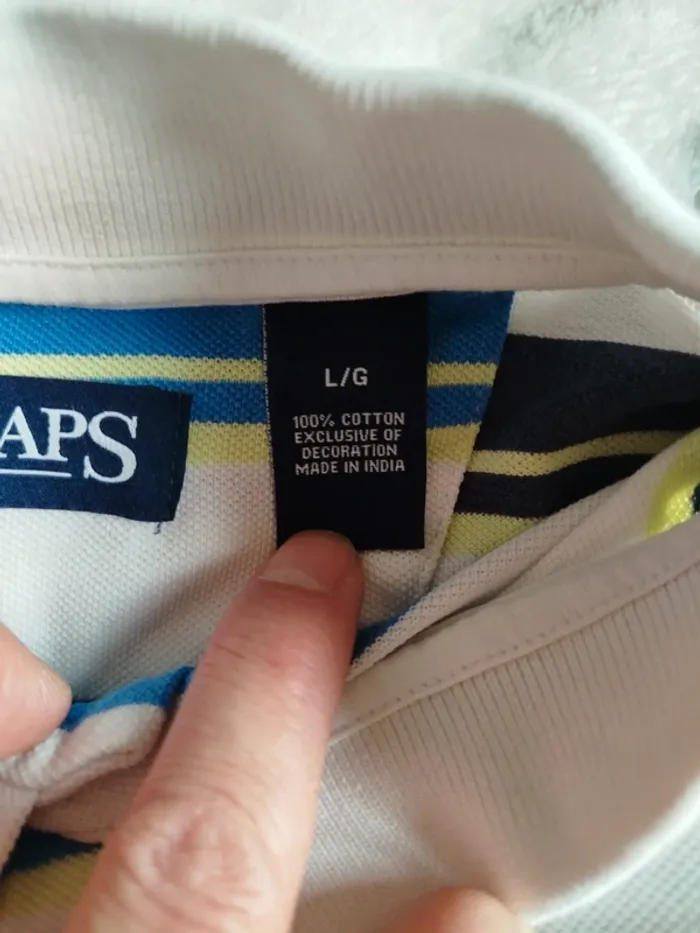 APS
L/G
100% COTTON
EXCLUSIVE OF
DECORATION
MADE IN INDIA